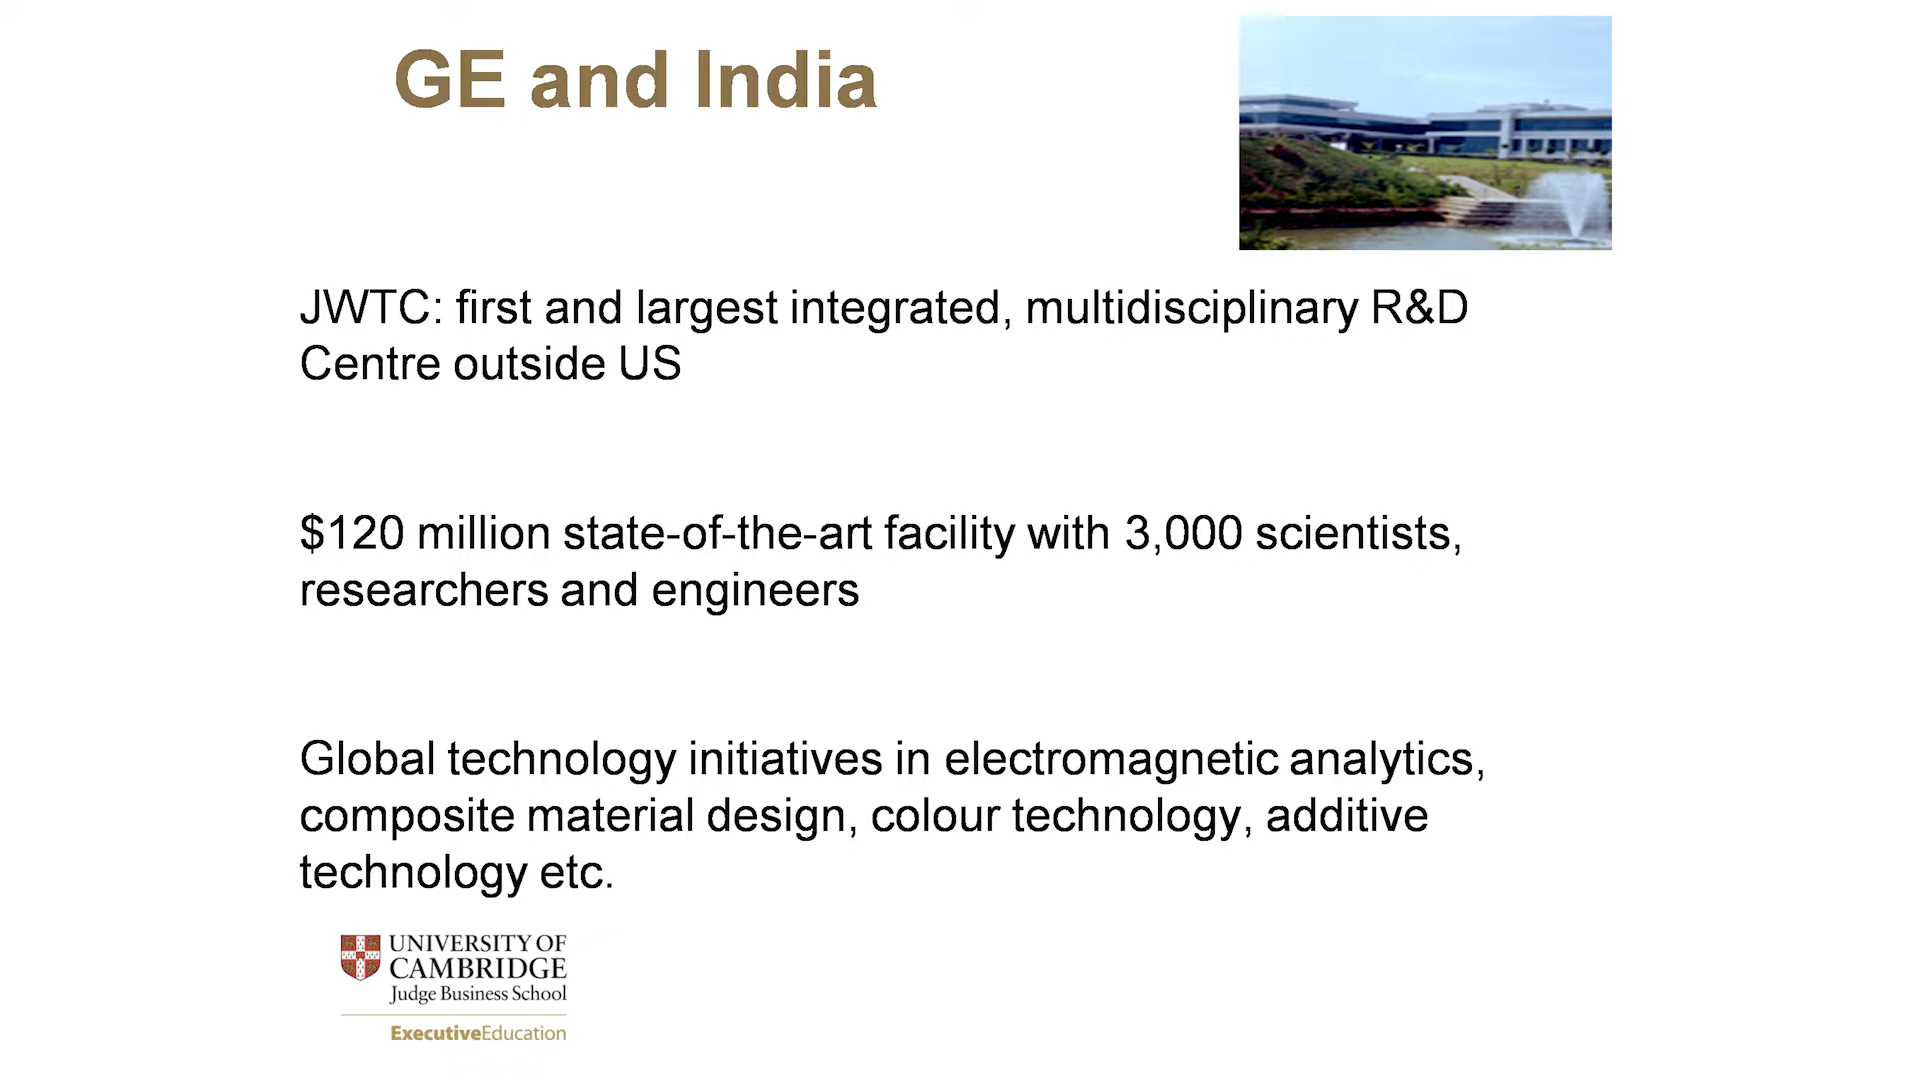 GE and India
JWTC: first and largest integrated, multidisciplinary R&D
Centre outside US
$120 million state-of-the-art facility with 3,000 scientists,
researchers and engineers
Global technology initiatives in electromagnetic analytics,
composite material design, colour technology, additive
technology etc.
UNIVERSITY OF
CAMBRIDGE
Judge Business School
ExecutiveEducation